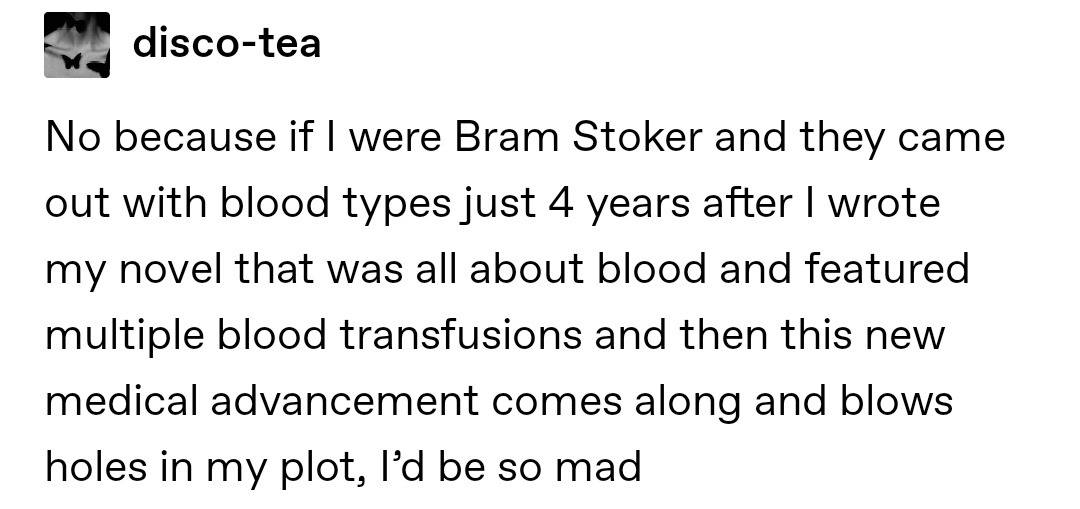 disco-tea
No because if I were Bram Stoker and they came
out with blood types just 4 years after I wrote
my novel that was all about blood and featured
multiple blood transfusions and then this new
medical advancement comes along and blows
holes in my plot, I’d be so mad